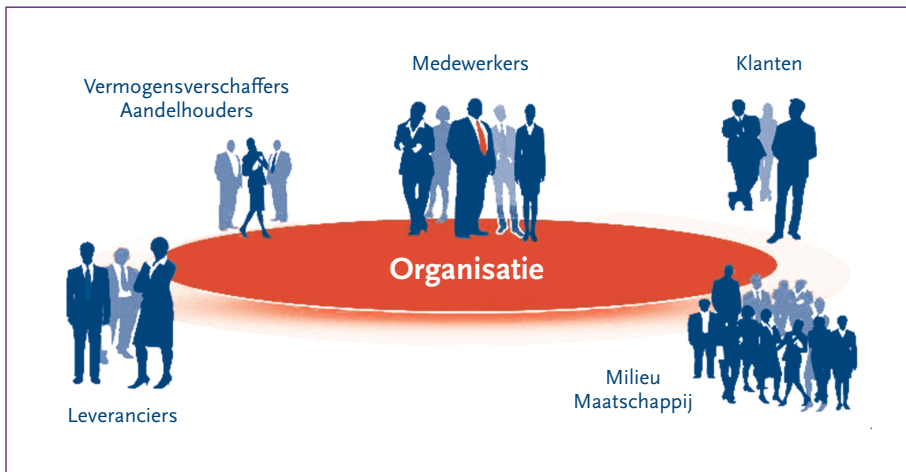 Medewerkers
Klanten
Vermogensverschaffers
Aandelhouders
Organisatie
Milieu
Maatschappij
Leveranciers